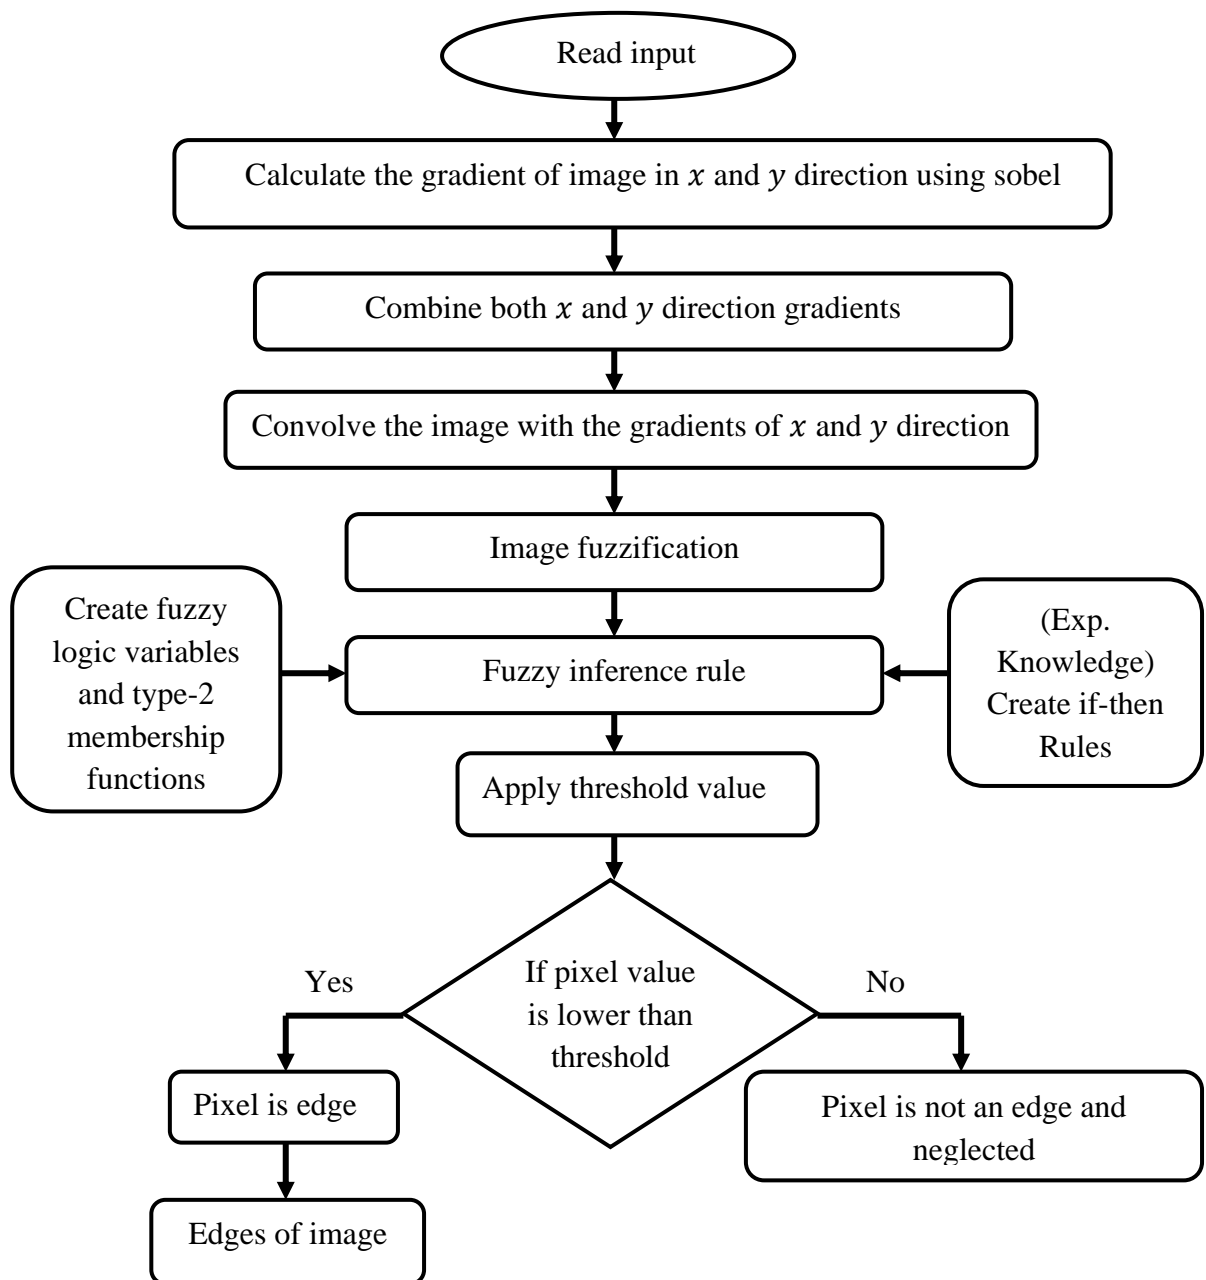 Read input
Calculate the gradient of image in x and y direction using sobel
Combine both x and y direction gradients
Convolve the image with the gradients of x and y direction
Image fuzzification
Create fuzzy
logic variables
and type-2
membership
functions
Fuzzy inference rule
(Exp.
Knowledge)
Create if-then
Rules
Apply threshold value
If pixel value
is lower than
threshold
Yes
No
Pixel is edge
Pixel is not an edge and
neglected
Edges of image